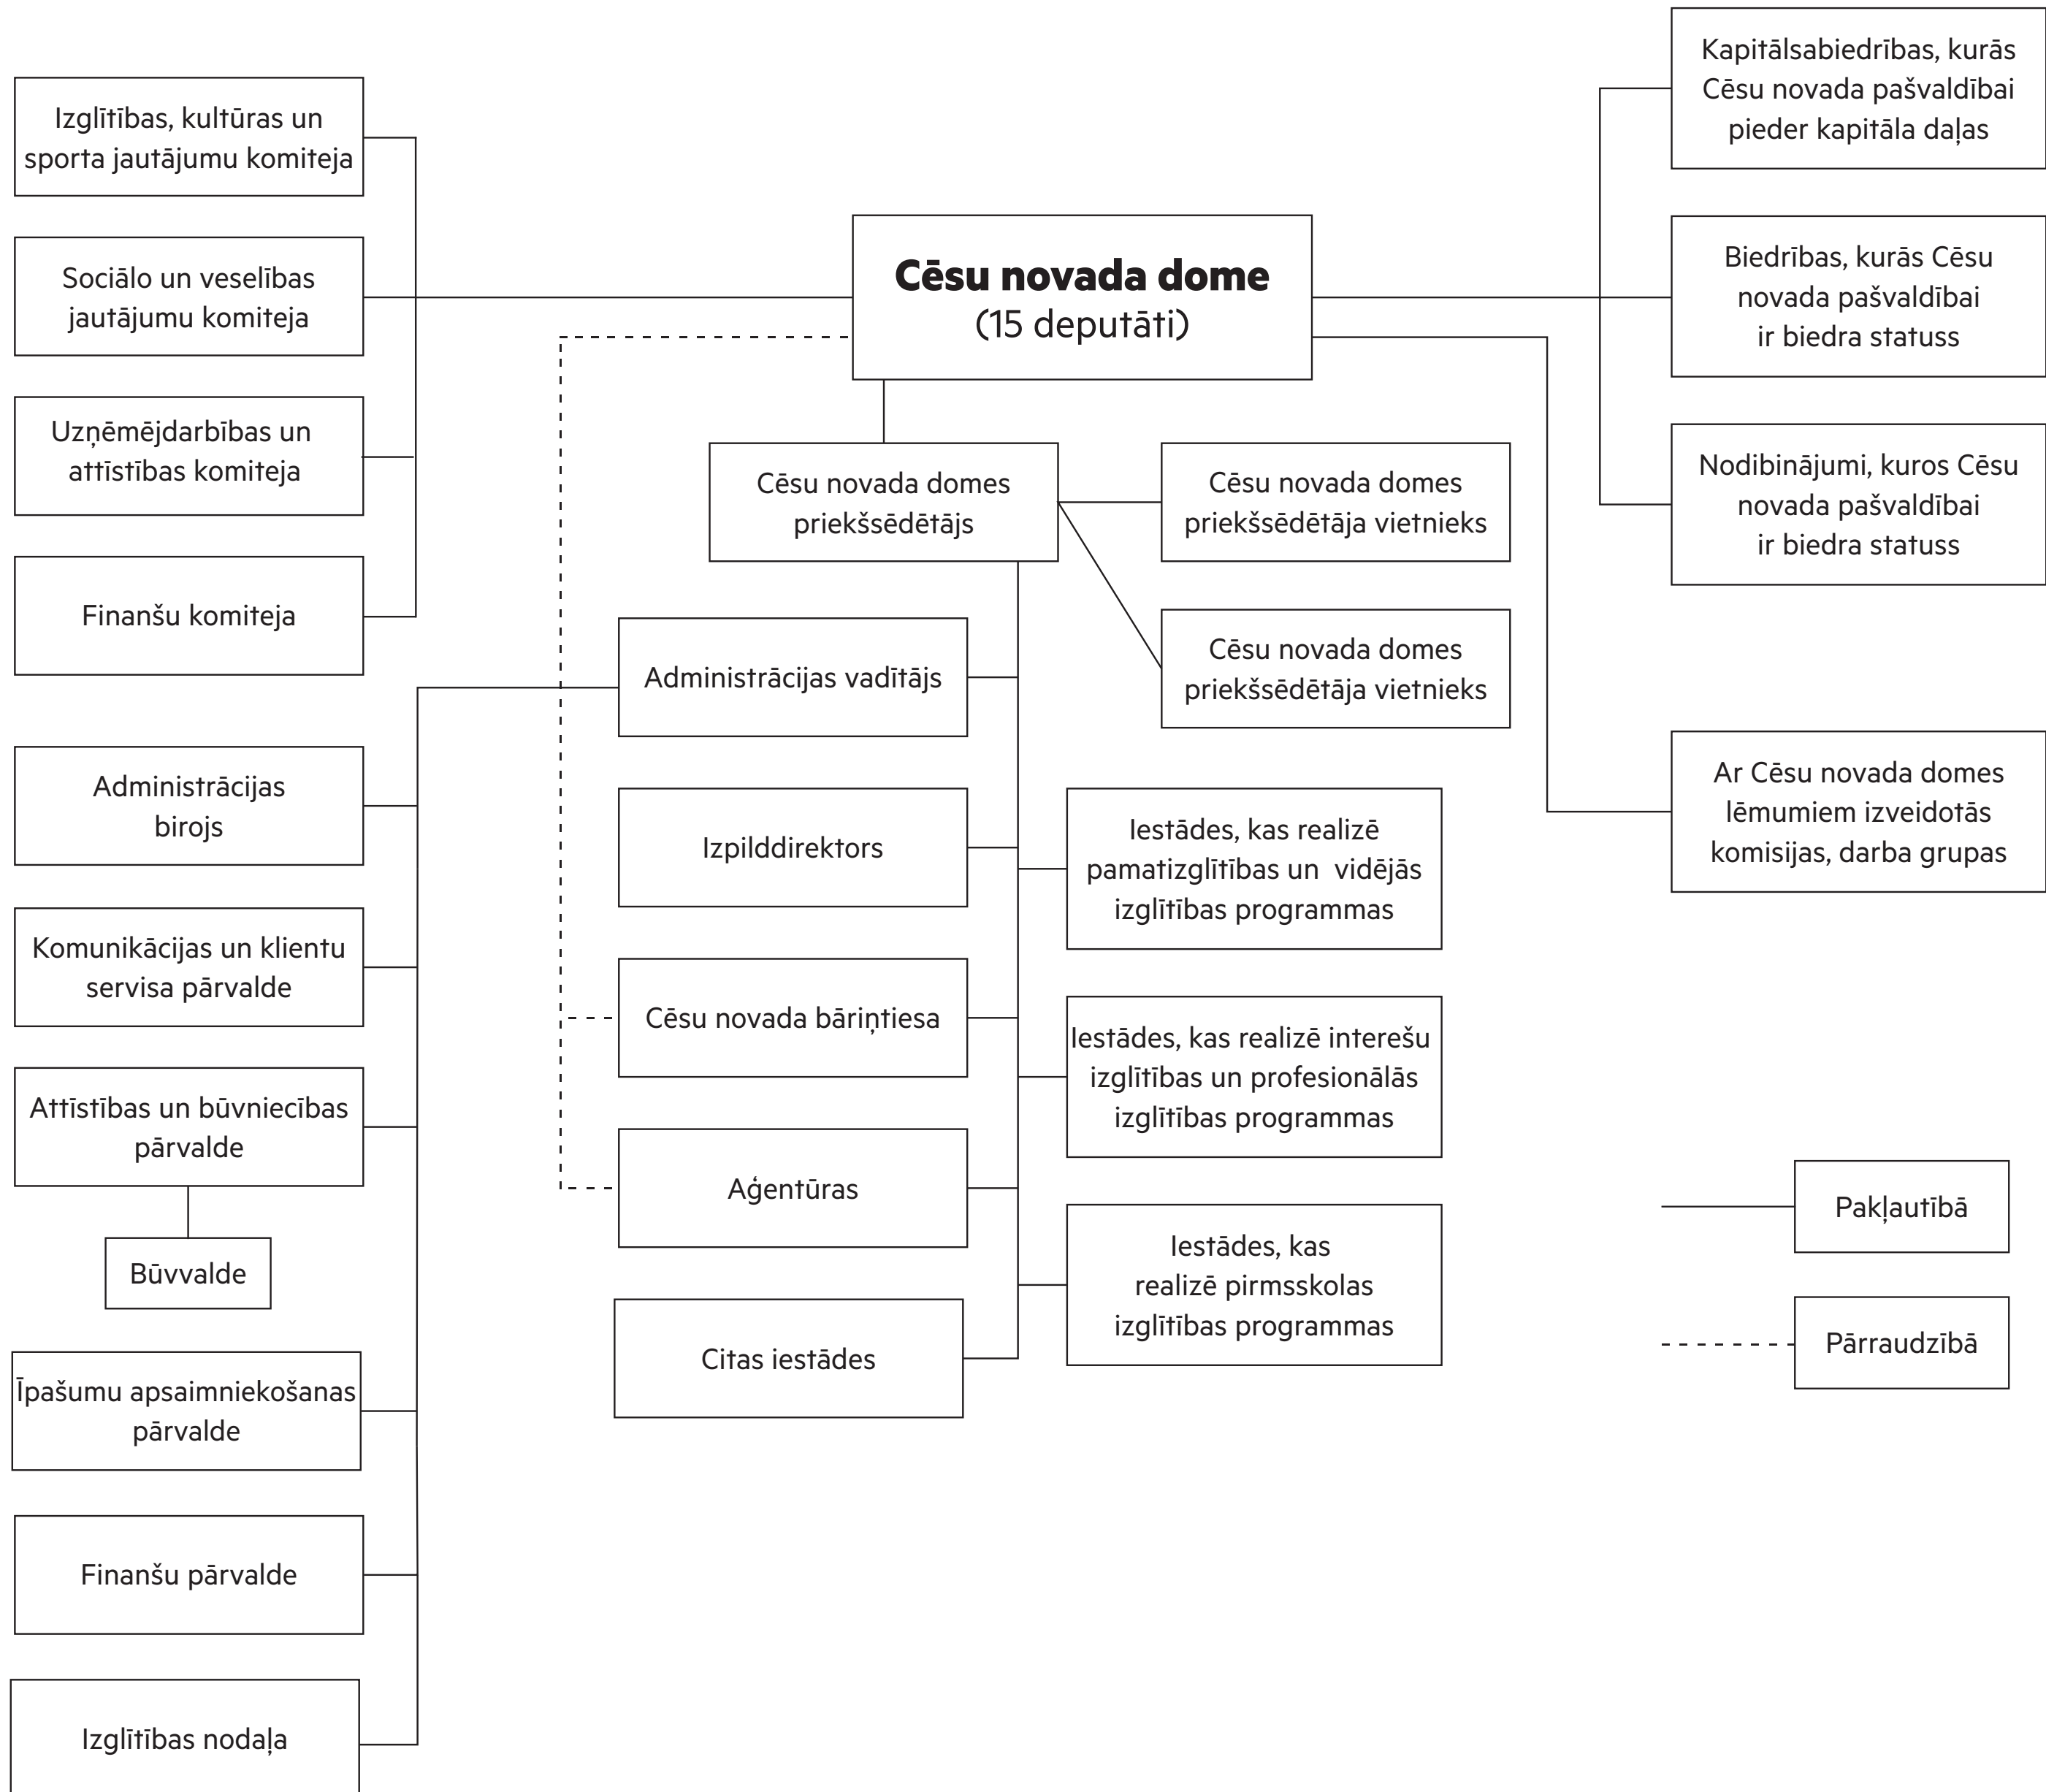 Kapitālsabiedrības, kurās
Cēsu novada pašvaldībai
pieder kapitāla daļas
Izglītības, kultūras un
sporta jautājumu komiteja
Cēsu novada dome
(15 deputāti)
Sociālo un veselības
jautājumu komiteja
Biedrības, kurās Cēsu
novada pašvaldībai
ir biedra statuss
Uzņēmējdarbības un
attīstības komiteja
Cēsu novada domes
priekšsēdētājs
Cēsu novada domes
priekšsēdētāja vietnieks
Nodibinājumi, kuros Cēsu
novada pašvaldībai
ir biedra statuss
Finanšu komiteja
Administrācijas vadītājs
Cēsu novada domes
priekšsēdētāja vietnieks
Administrācijas
birojs
Izpilddirektors
Iestādes, kas realizē
pamatizglītības un  vidējās
izglītības programmas
Ar Cēsu novada domes
lēmumiem izveidotās
komisijas, darba grupas
Komunikācijas un klientu
servisa pārvalde
Cēsu novada bāriņtiesa
Iestādes, kas realizē interešu
izglītības un profesionālās
izglītības programmas
Attīstības un būvniecības
pārvalde
Aģentūras
Pakļautībā
Būvvalde
Iestādes, kas
realizē pirmsskolas
izglītības programmas
Pārraudzībā
Citas iestādes
Īpašumu apsaimniekošanas
pārvalde
Finanšu pārvalde
Izglītības nodaļa